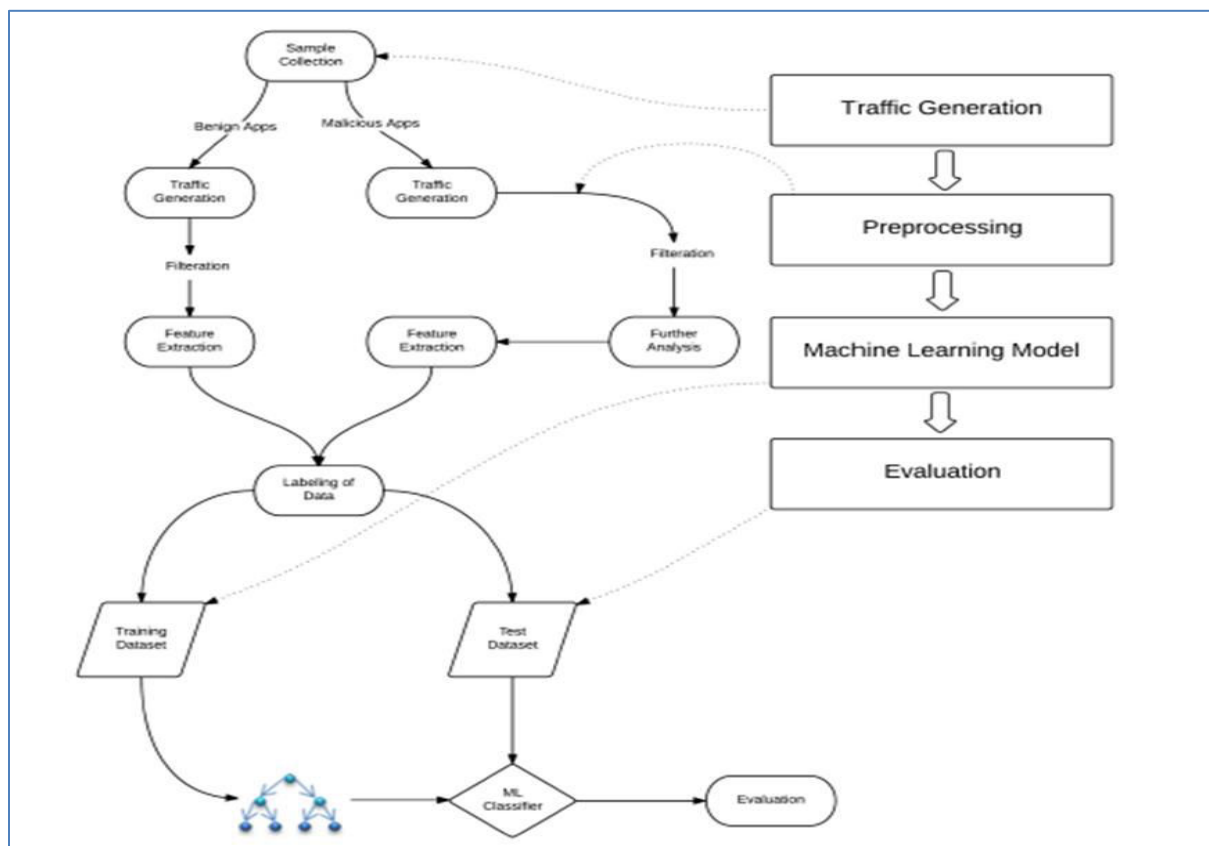 Sample
Collection
Traffic Generation
Benign Apps
Malicious Apps
Traffic
Generation
Traffic
Generation
Preprocessing
Filteration
Filteration
Feature
Extraction
Feature
Extraction
Further
Analysis
Machine Learning Model
Evaluation
Labeling of
Data
Training
Dataset
Test
Dataset
ML
Classifier
Evaluation